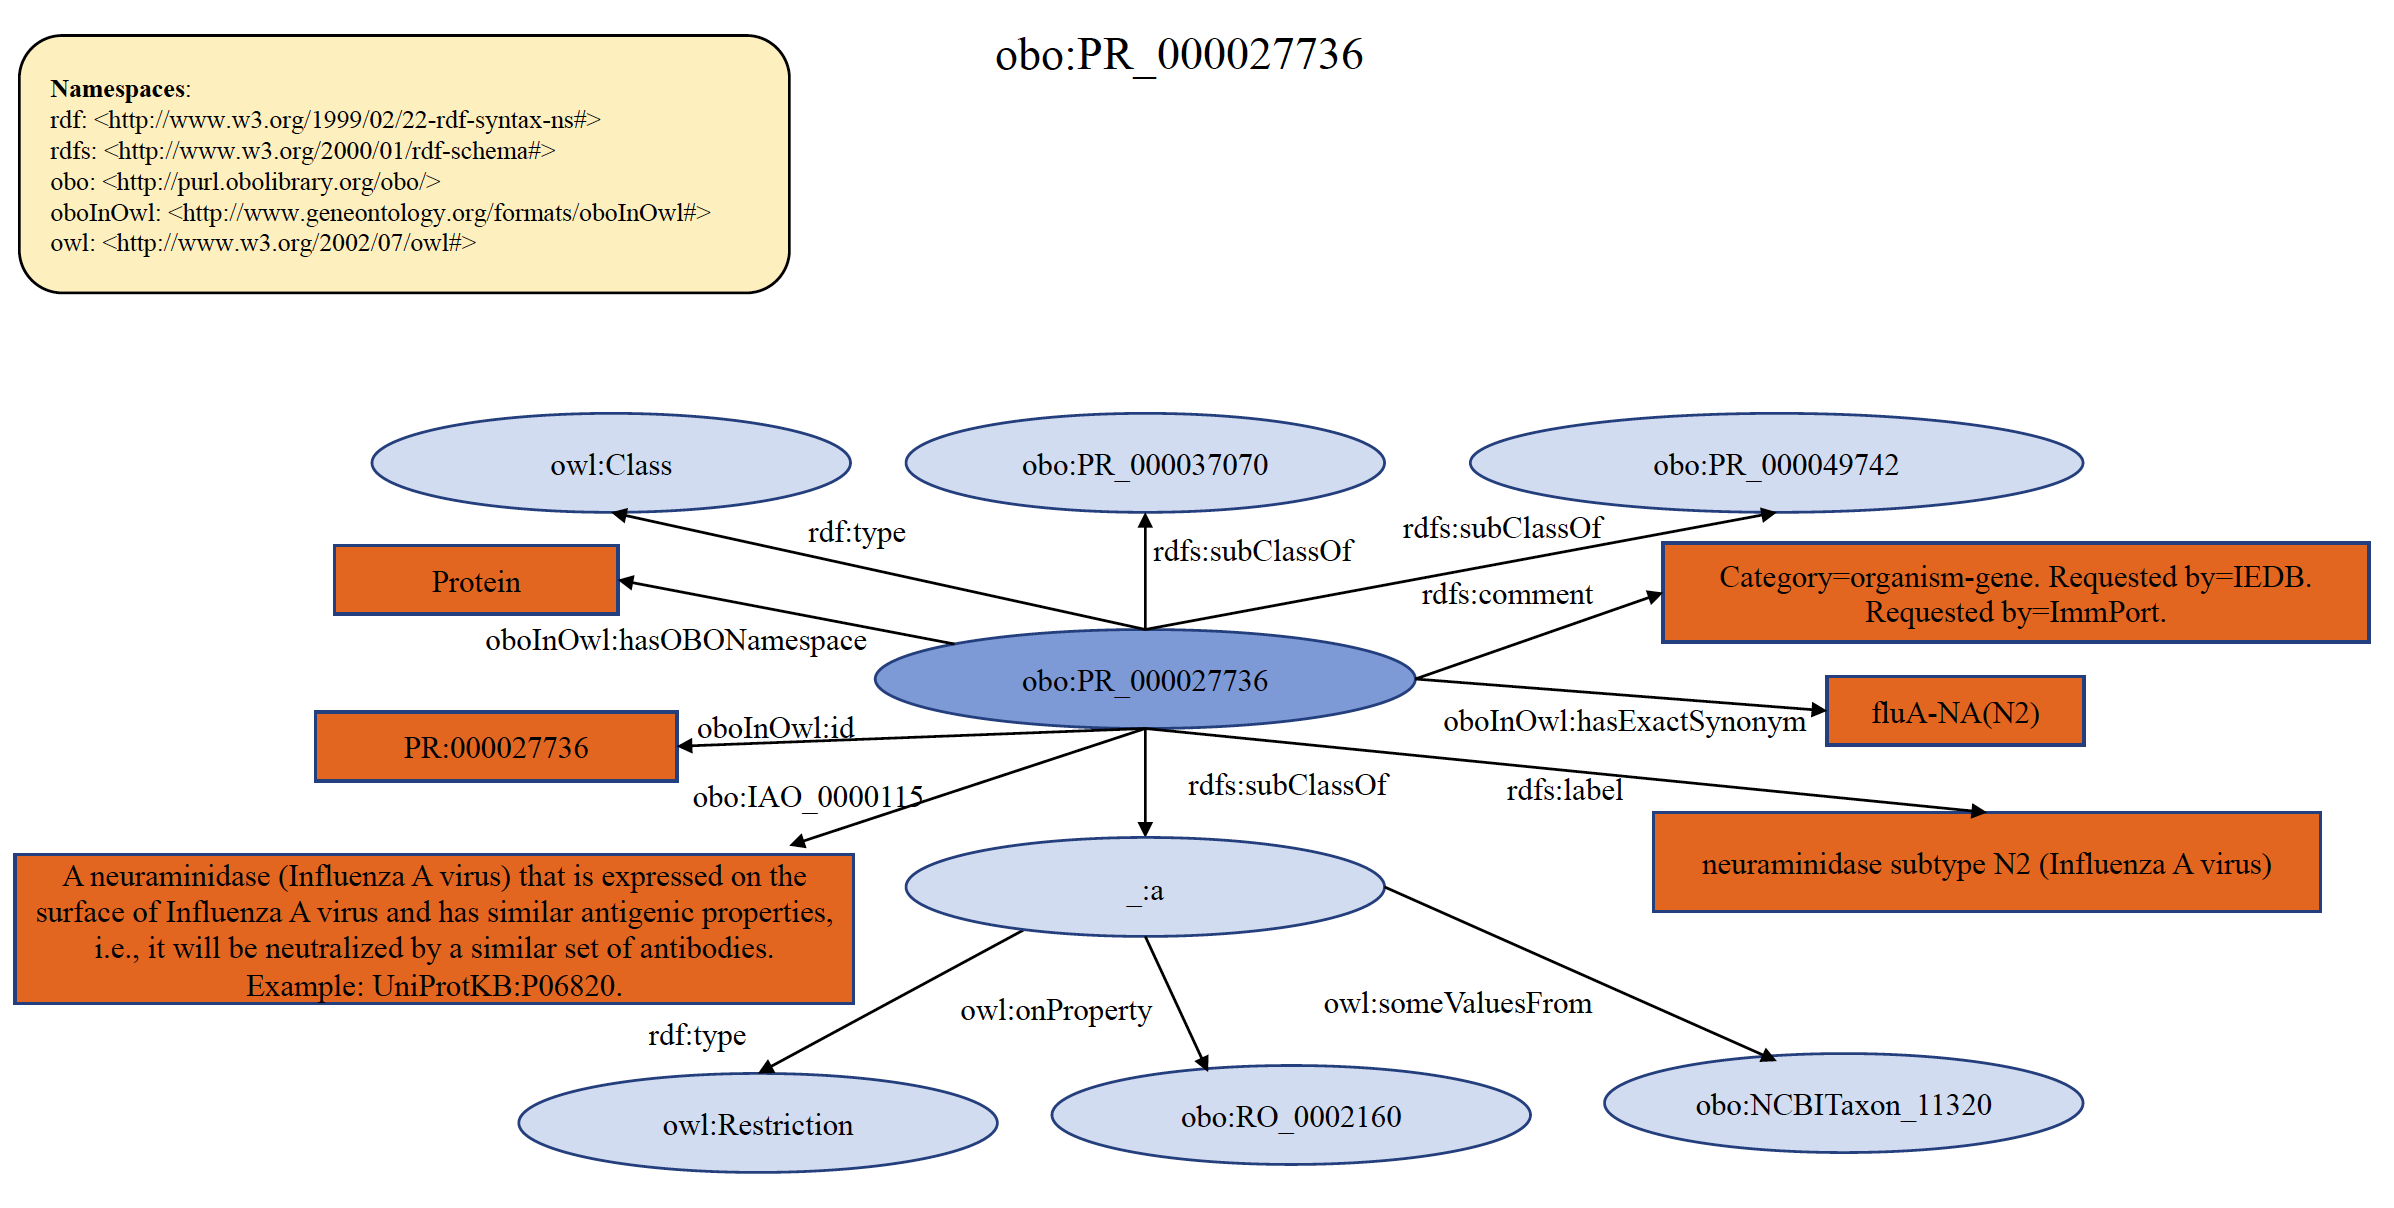 obo:PR_000027736
Namespaces:
rdf: <http://www.w3.org/1999/02/22-rdf-syntax-ns#>
rdfs: <http://www.w3.org/2000/01/rdf-schema#>
obo: <http://purl.obolibrary.org/obo/>
oboInOwl: <http://www.geneontology.org/formats/oboInOwl#>
owl: <http://www.w3.org/2002/07/owl#>
owl:Class
obo:PR_000037070
obo:PR_000049742
rdf:type
rdfs:subClassOf
rdfs:subClassOf
Protein
oboInOwl:hasOBONamespace
rdfs:comment
Category=organism-gene. Requested by=IEDB.
Requested by=ImmPort.
obo:PR_000027736
PR:000027736
oboInOwl:id
oboInOwl:hasExactSynonym
fluA-NA(N2)
obo:IAO_0000115
rdfs:subClassOf
rdfs:label
A neuraminidase (Influenza A virus) that is expressed on the
surface of Influenza A virus and has similar antigenic properties,
i.e., it will be neutralized by a similar set of antibodies.
Example: UniProtKB:P06820.
_:a
neuraminidase subtype N2 (Influenza A virus)
rdf:type
owl:onProperty
owl:someValuesFrom
owl:Restriction
obo:RO_0002160
obo:NCBITaxon_11320